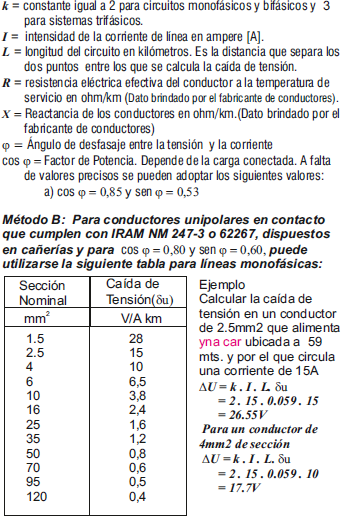 k = constante igual a 2 para circuitos monofásicos y bifásicos y 3
para sistemas trifásicos.
I = intensidad de la corriente de línea en ampere [A].
L = longitud del circuito en kilómetros. Es la distancia que separa los
dos puntos entre los que se calcula la caída de tensión.
R = resistencia eléctrica efectiva del conductor a la temperatura de
servicio en ohm/km (Dato brindado por el fabricante de conductores).
X = Reactancia de los conductores en ohm/km.(Dato brindado por el
fabricante de conductores)
φ = Ángulo de desfasaje entre la tensión y la corriente
cos φ = Factor de Potencia. Depende de la carga conectada. A falta
de valores precisos se pueden adoptar los siguientes valores:
a) cos φ = 0,85 y sen φ = 0,53
Método B: Para conductores unipolares en contacto
que cumplen con IRAM NM 247-3 o 62267, dispuestos
en cañerías y para cos φ = 0,80 y sen φ = 0,60, puede
utilizarse la siguiente tabla para líneas monofásicas:
Sección Nominal Caída de Tensión(δu)
mm² V/A km
1.5 28
2.5 15
4 10
6 6,5
10 3,8
16 2,4
25 1,6
35 1,2
50 0,8
70 0,6
95 0,5
120 0,4
Ejemplo
Calcular la caída de
tensión en un conductor
de 2.5mm2 que alimenta
yna car ubicada a 59
mts. y por el que circula
una corriente de 15A
ΔU = k . I . L. δu
= 2 . 15 . 0.059 . 15
= 26.55V
Para un conductor de
4mm2 de sección
ΔU = k . I . L. δu
= 2 . 15 . 0.059 . 10
= 17.7V